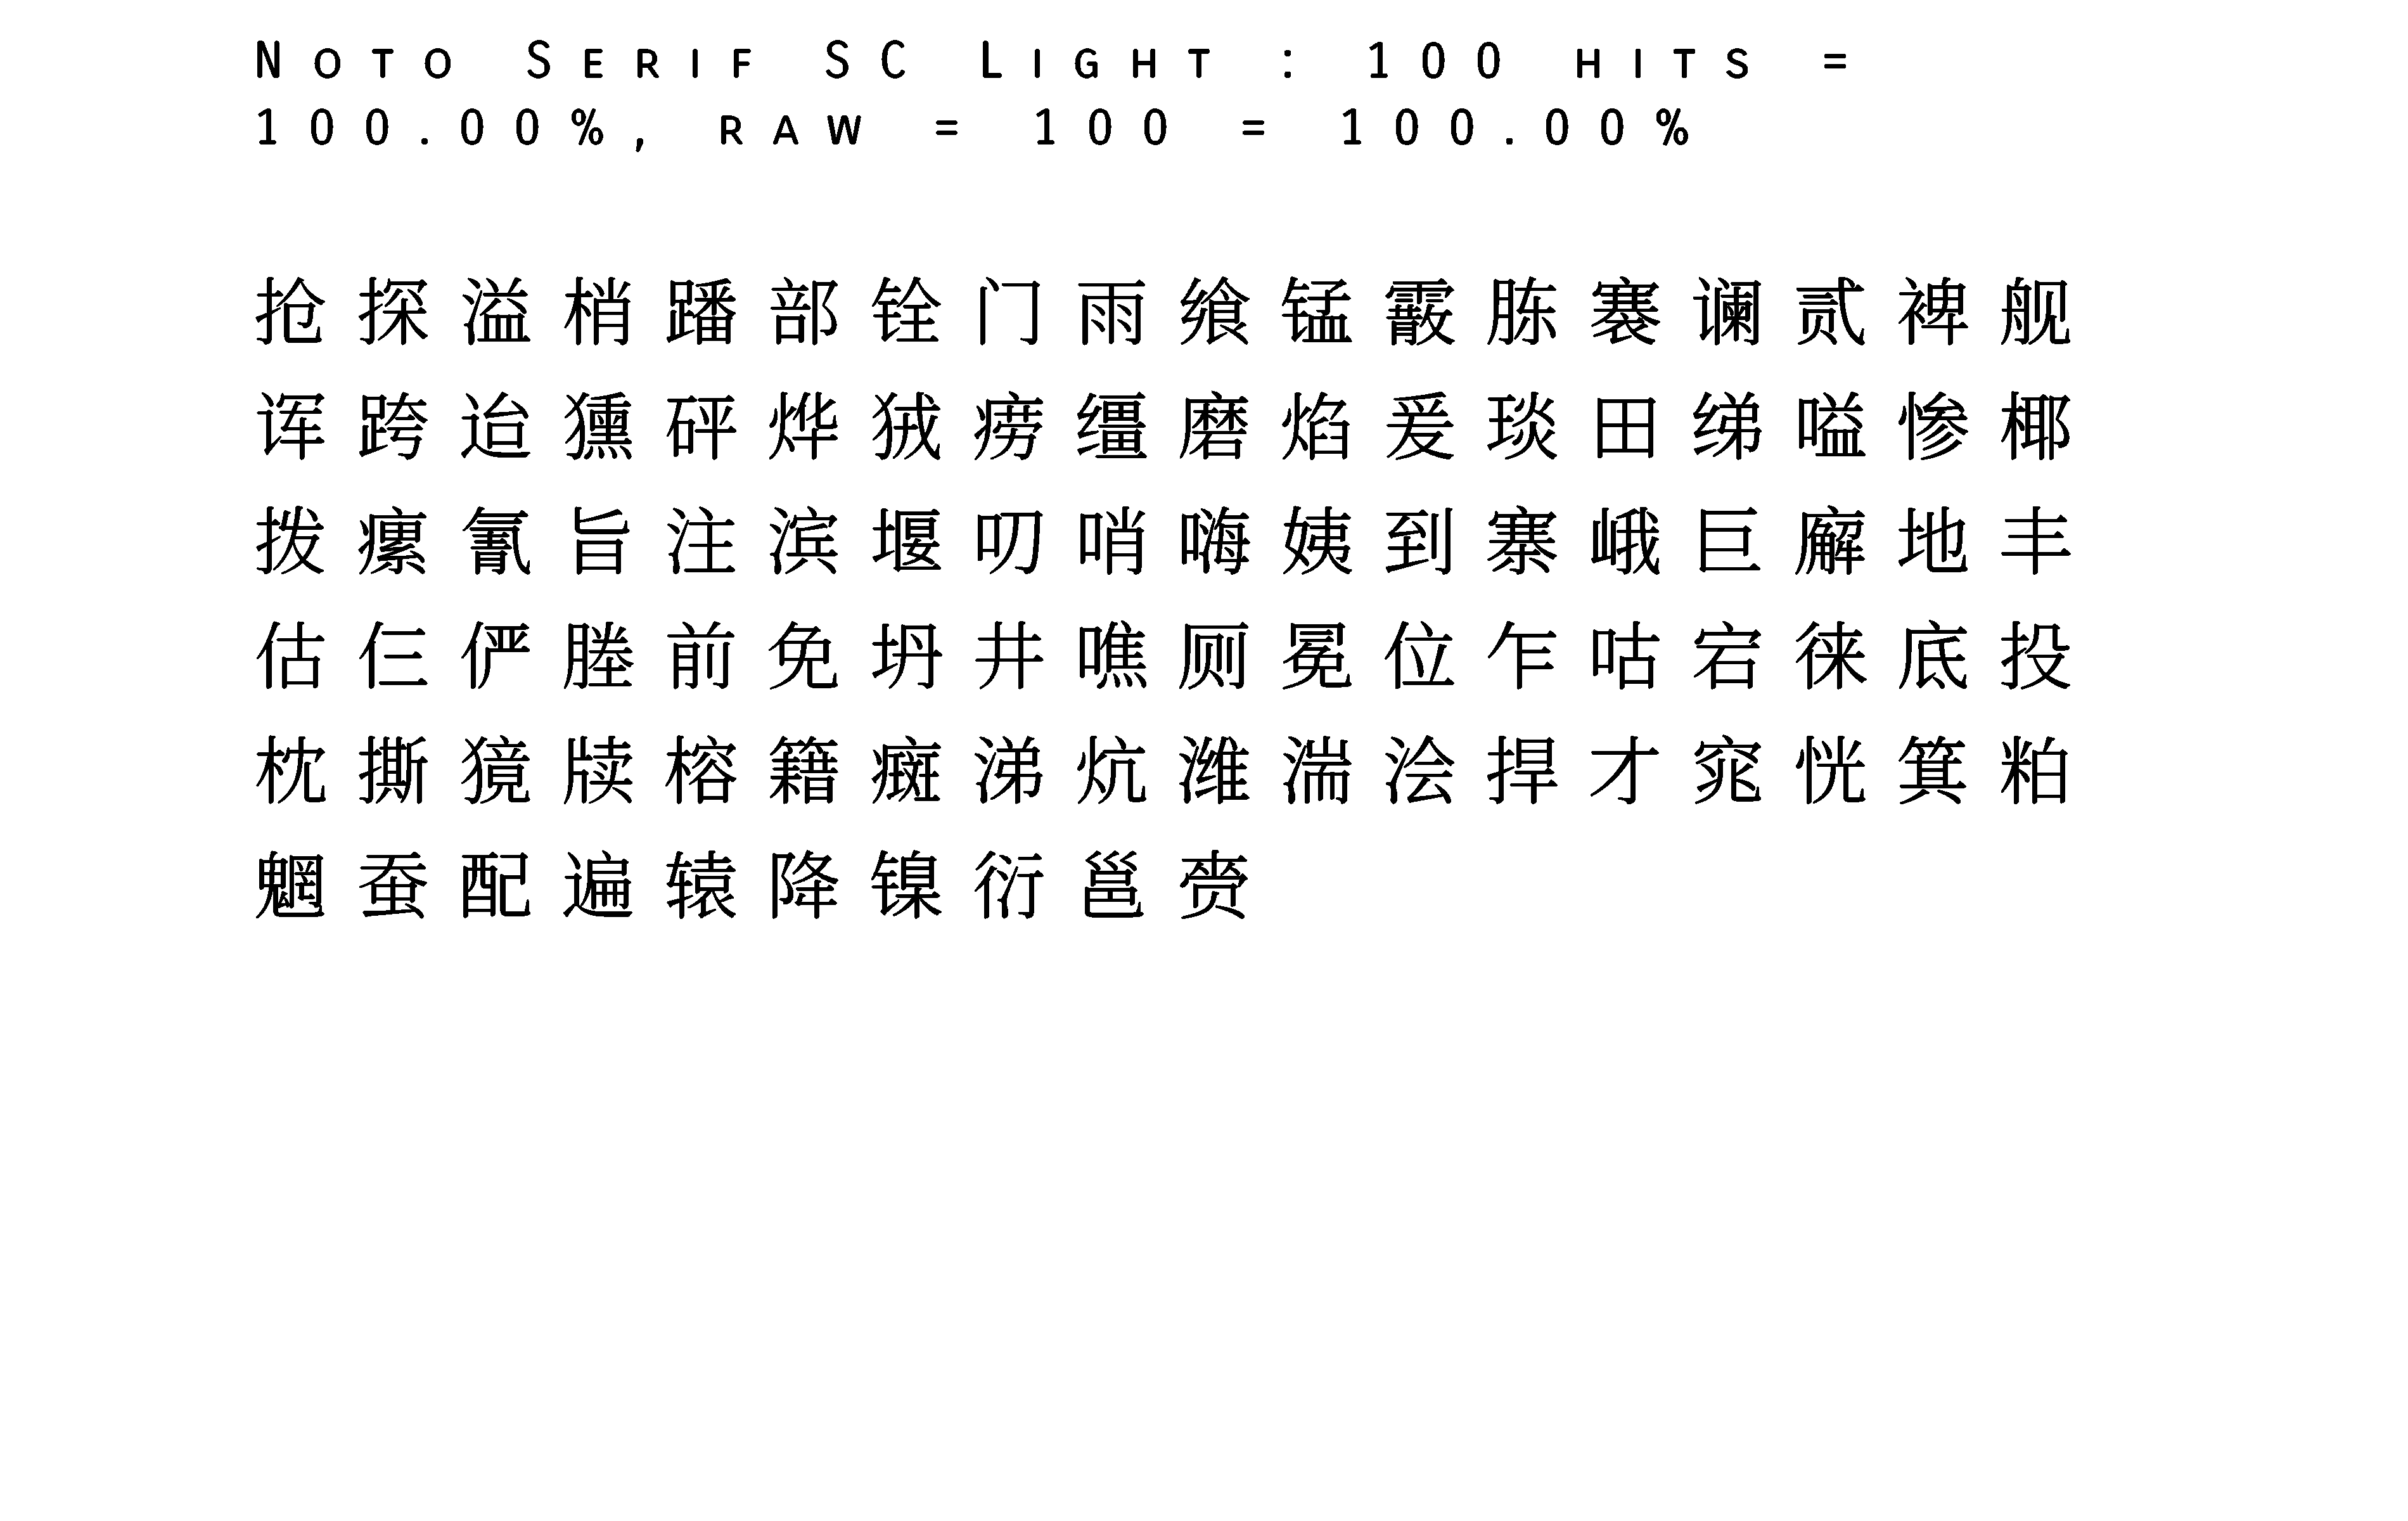 Noto Serif SC Light : 100 hits =
100.00%, raw = 100 = 100.00%
抢探溢梢蹯部铨门雨飨锰霰胨褰谰贰裨舰
诨跨迨獯砰烨狨痨缰磨焰爰琰田绨嗌惨椰
拨瘰氰旨注滨堰叨哨嗨姨到寨峨巨廨地丰
估仨俨塍前免坍井噍厕冕位乍咕宕徕底投
枕撕獍牍榕籍癍涕炕潍湍浍捍才窕恍箕粕
魍蚕配遍辕降镍衍邕赍